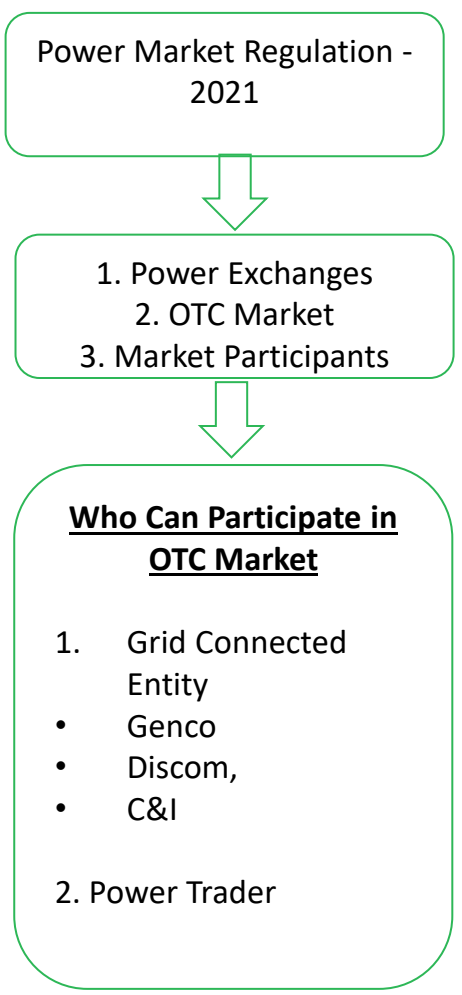 Power Market Regulation -
2021
1. Power Exchanges
2. OTC Market
3. Market Participants
Who Can Participate in
OTC Market
1. Grid Connected
Entity
• Genco
• Discom,
• C&I
2. Power Trader